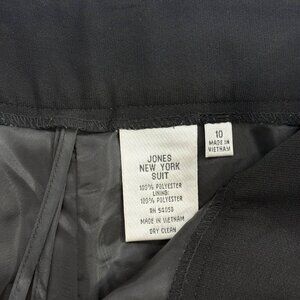 JONES
NEW YORK
SUIT
100% POLYESTER
LINING:
100% POLYESTER
RN 54050
MADE IN VIETNAM
DRY CLEAN
10
MADE IN
VIETNAM